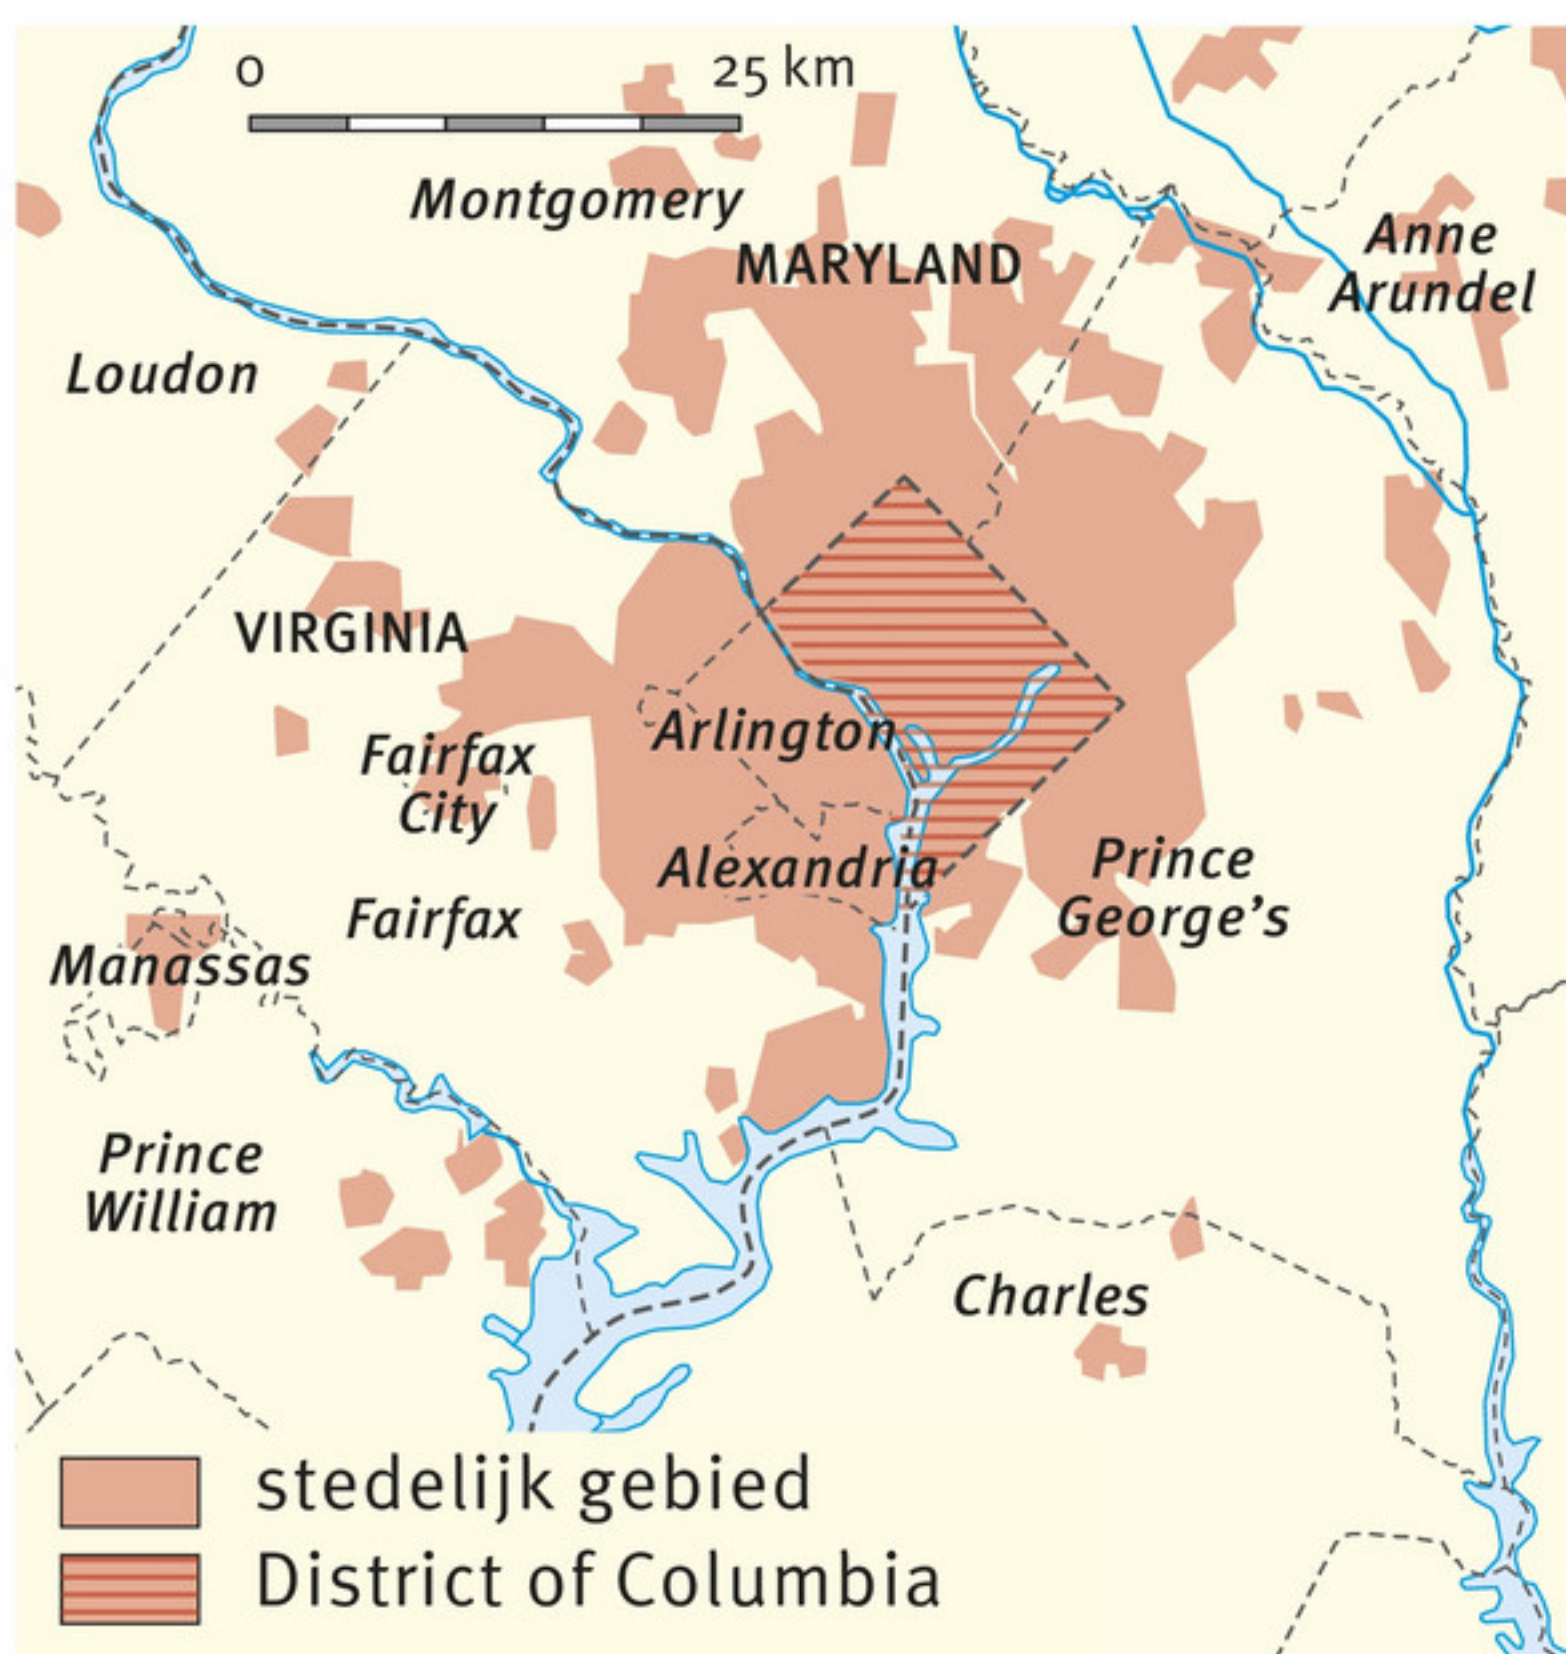 0 25 km
Montgomery
MARYLAND
Anne
Arundel
Loudon
VIRGINIA
Arlington
Fairfax
City
Alexandria
Prince
George's
Fairfax
Manassas
Prince
William
Charles
stedelijk gebied
District of Columbia